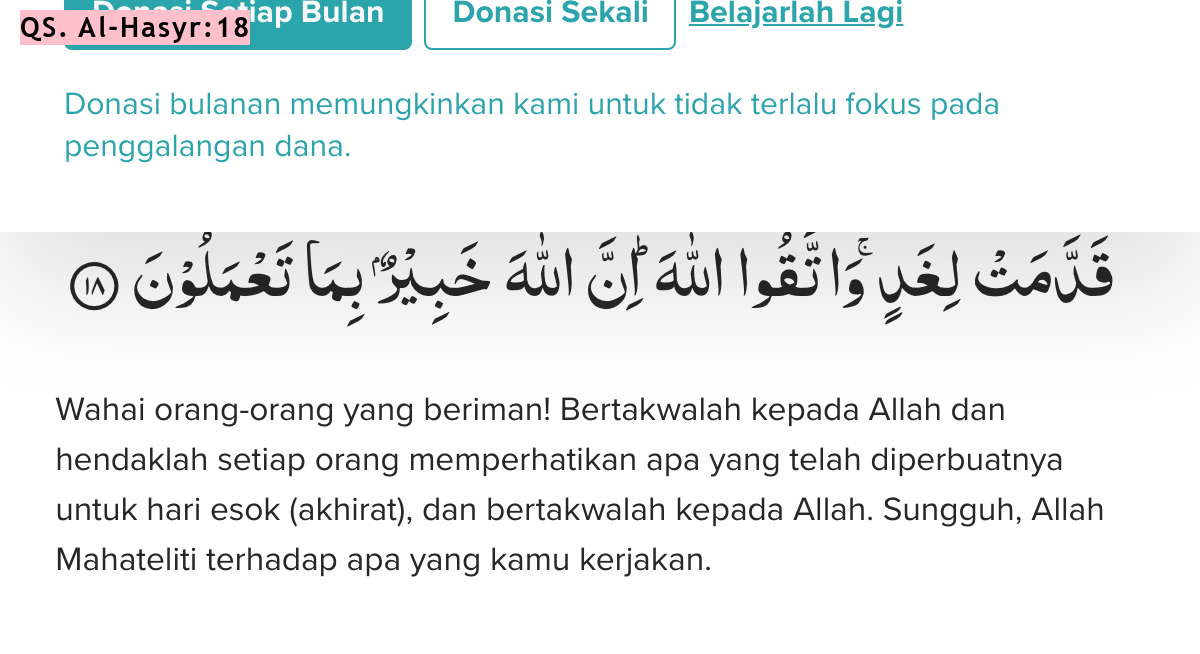 QS. Al-Hasyr:18
Donasi Setiap Bulan Donasi Sekali Belajarlah Lagi
Donasi bulanan memungkinkan kami untuk tidak terlalu fokus pada
penggalangan dana.
قَدَّمَتْ لِغَدٍۚ وَاتَّقُوا اللّٰهَ ۗاِنَّ اللّٰهَ خَبِيْرٌ ۢبِمَا تَعْمَلُوْنَ ١٨
Wahai orang-orang yang beriman! Bertakwalah kepada Allah dan
hendaklah setiap orang memperhatikan apa yang telah diperbuatnya
untuk hari esok (akhirat), dan bertakwalah kepada Allah. Sungguh, Allah
Mahateliti terhadap apa yang kamu kerjakan.